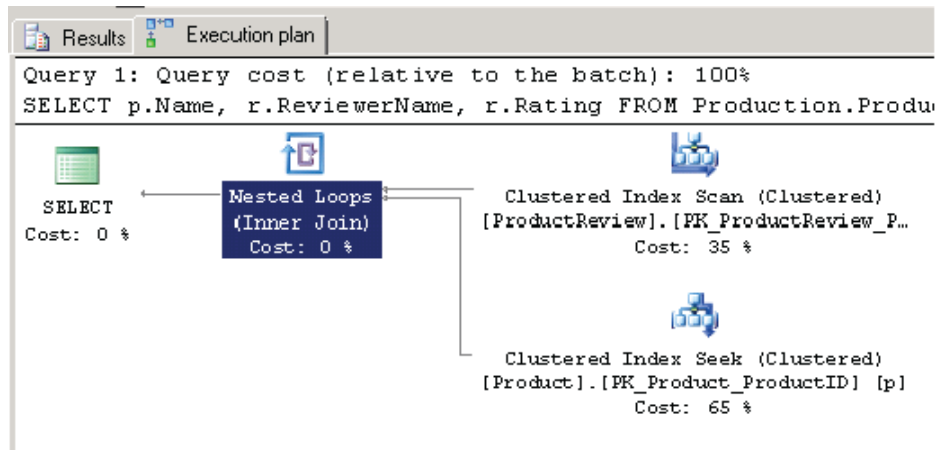 Results Execution plan
Query 1: Query cost (relative to the batch): 100%
SELECT p.Name, r.ReviewerName, r.Rating FROM Production.Produ
SELECT
Cost: 0 %
Nested Loops
(Inner Join)
Cost: 0 %
Clustered Index Scan (Clustered)
[ProductReview].[PK_ProductReview_P…
Cost: 35 %
Clustered Index Seek (Clustered)
[Product].[PK_Product_ProductID] [p]
Cost: 65 %